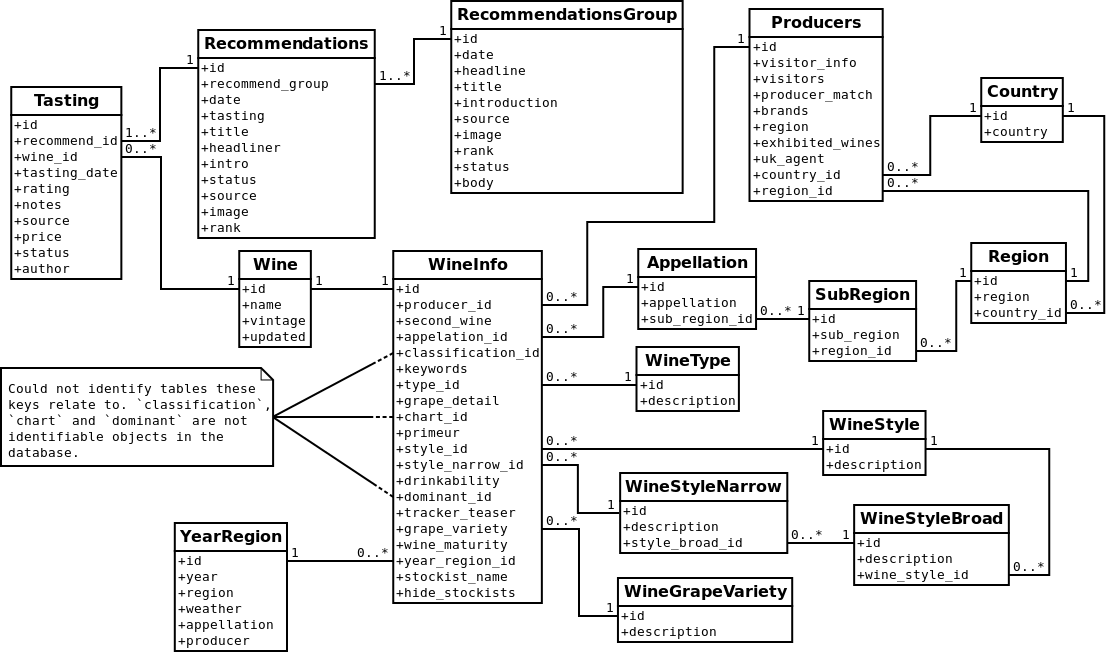 RecommendationsGroup
+id
+date
+headline
+title
+introduction
+source
+image
+rank
+status
+body
Producers
+id
+visitor_info
+visitors
+producer_match
+brands
+region
+exhibited_wines
+uk_agent
+country_id
+region_id
Recommendations
+id
+recommend_group
+date
+tasting
+title
+headliner
+intro
+status
+source
+image
+rank
Tasting
+id
+recommend_id
+wine_id
+tasting_date
+rating
+notes
+source
+price
+status
+author
Country
+id
+country
1
1..*
1
1..*
1
0..*
1
1
1
1
0..*
0..*
1
1
Wine
+id
+name
+vintage
+updated
WineInfo
+id
+producer_id
+second_wine
+appelation_id
+classification_id
+keywords
+type_id
+grape_detail
+chart_id
+primeur
+style_id
+style_narrow_id
+drinkability
+dominant_id
+tracker_teaser
+grape_variety
+wine_maturity
+year_region_id
+stockist_name
+hide_stockists
Appellation
+id
+appellation
+sub_region_id
SubRegion
+id
+sub_region
+region_id
Region
+id
+region
+country_id
0..*
0..*
1
0..*
1
0..*
1
1
0..*
WineType
+id
+description
0..*
1
Could not identify tables these
keys relate to. `classification`,
`chart` and `dominant` are not
identifiable objects in the
database.
WineStyle
+id
+description
0..*
1
1
0..*
WineStyleNarrow
+id
+description
+style_broad_id
1
0..*
1
WineStyleBroad
+id
+description
+wine_style_id
0..*
0..*
YearRegion
+id
+year
+region
+weather
+appellation
+producer
1
0..*
WineGrapeVariety
+id
+description
1